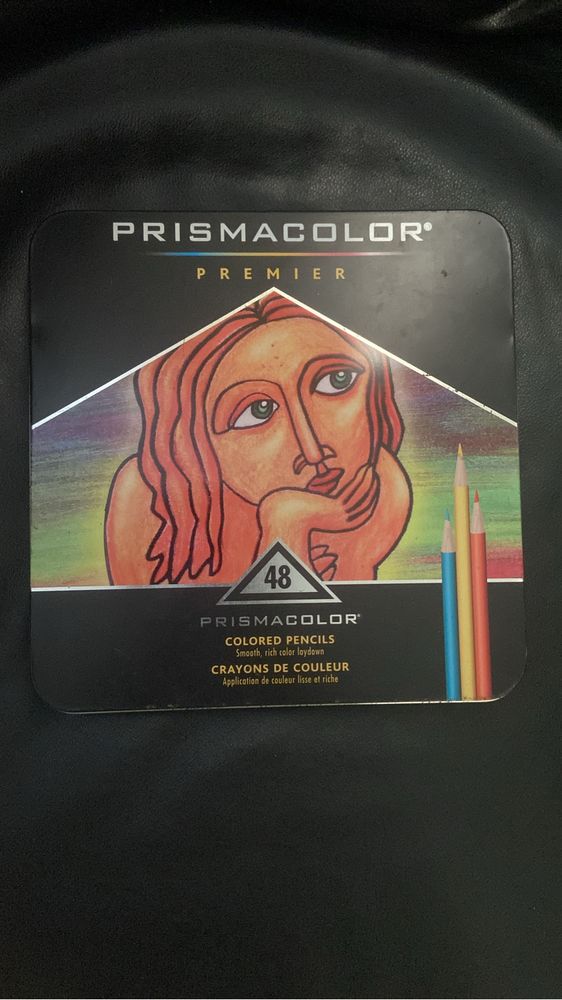 PRISMACOLOR®
PREMIER
48
PRISMACOLOR®
COLORED PENCILS
Smooth, rich color laydown
CRAYONS DE COULEUR
Application de couleur lisse et riche